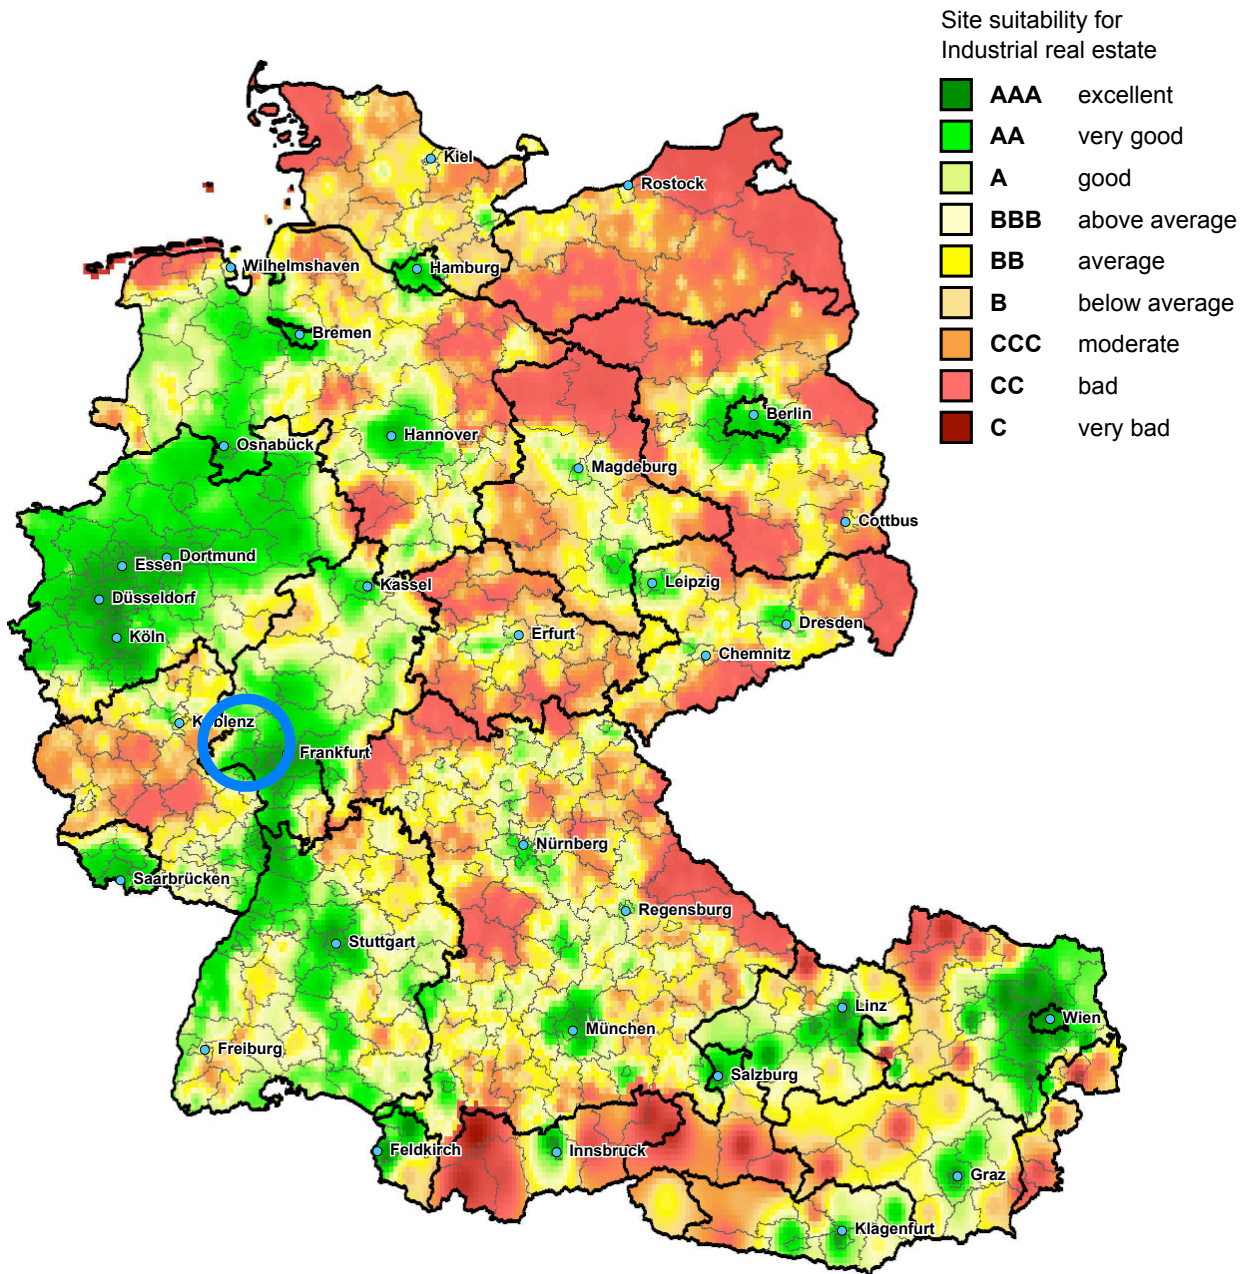 Site suitability for
Industrial real estate
AAA excellent
AA very good
A good
BBB above average
BB average
B below average
CCC moderate
CC bad
C very bad
Kiel
Rostock
Wilhelmshaven
Hamburg
Bremen
Berlin
Hannover
Osnabück
Magdeburg
Cottbus
Dortmund
Essen
Kassel
Leipzig
Düsseldorf
Dresden
Köln
Erfurt
Chemnitz
Koblenz
Frankfurt
Nürnberg
Saarbrücken
Regensburg
Stuttgart
Linz
Wien
München
Freiburg
Salzburg
Feldkirch
Innsbruck
Graz
Klagenfurt